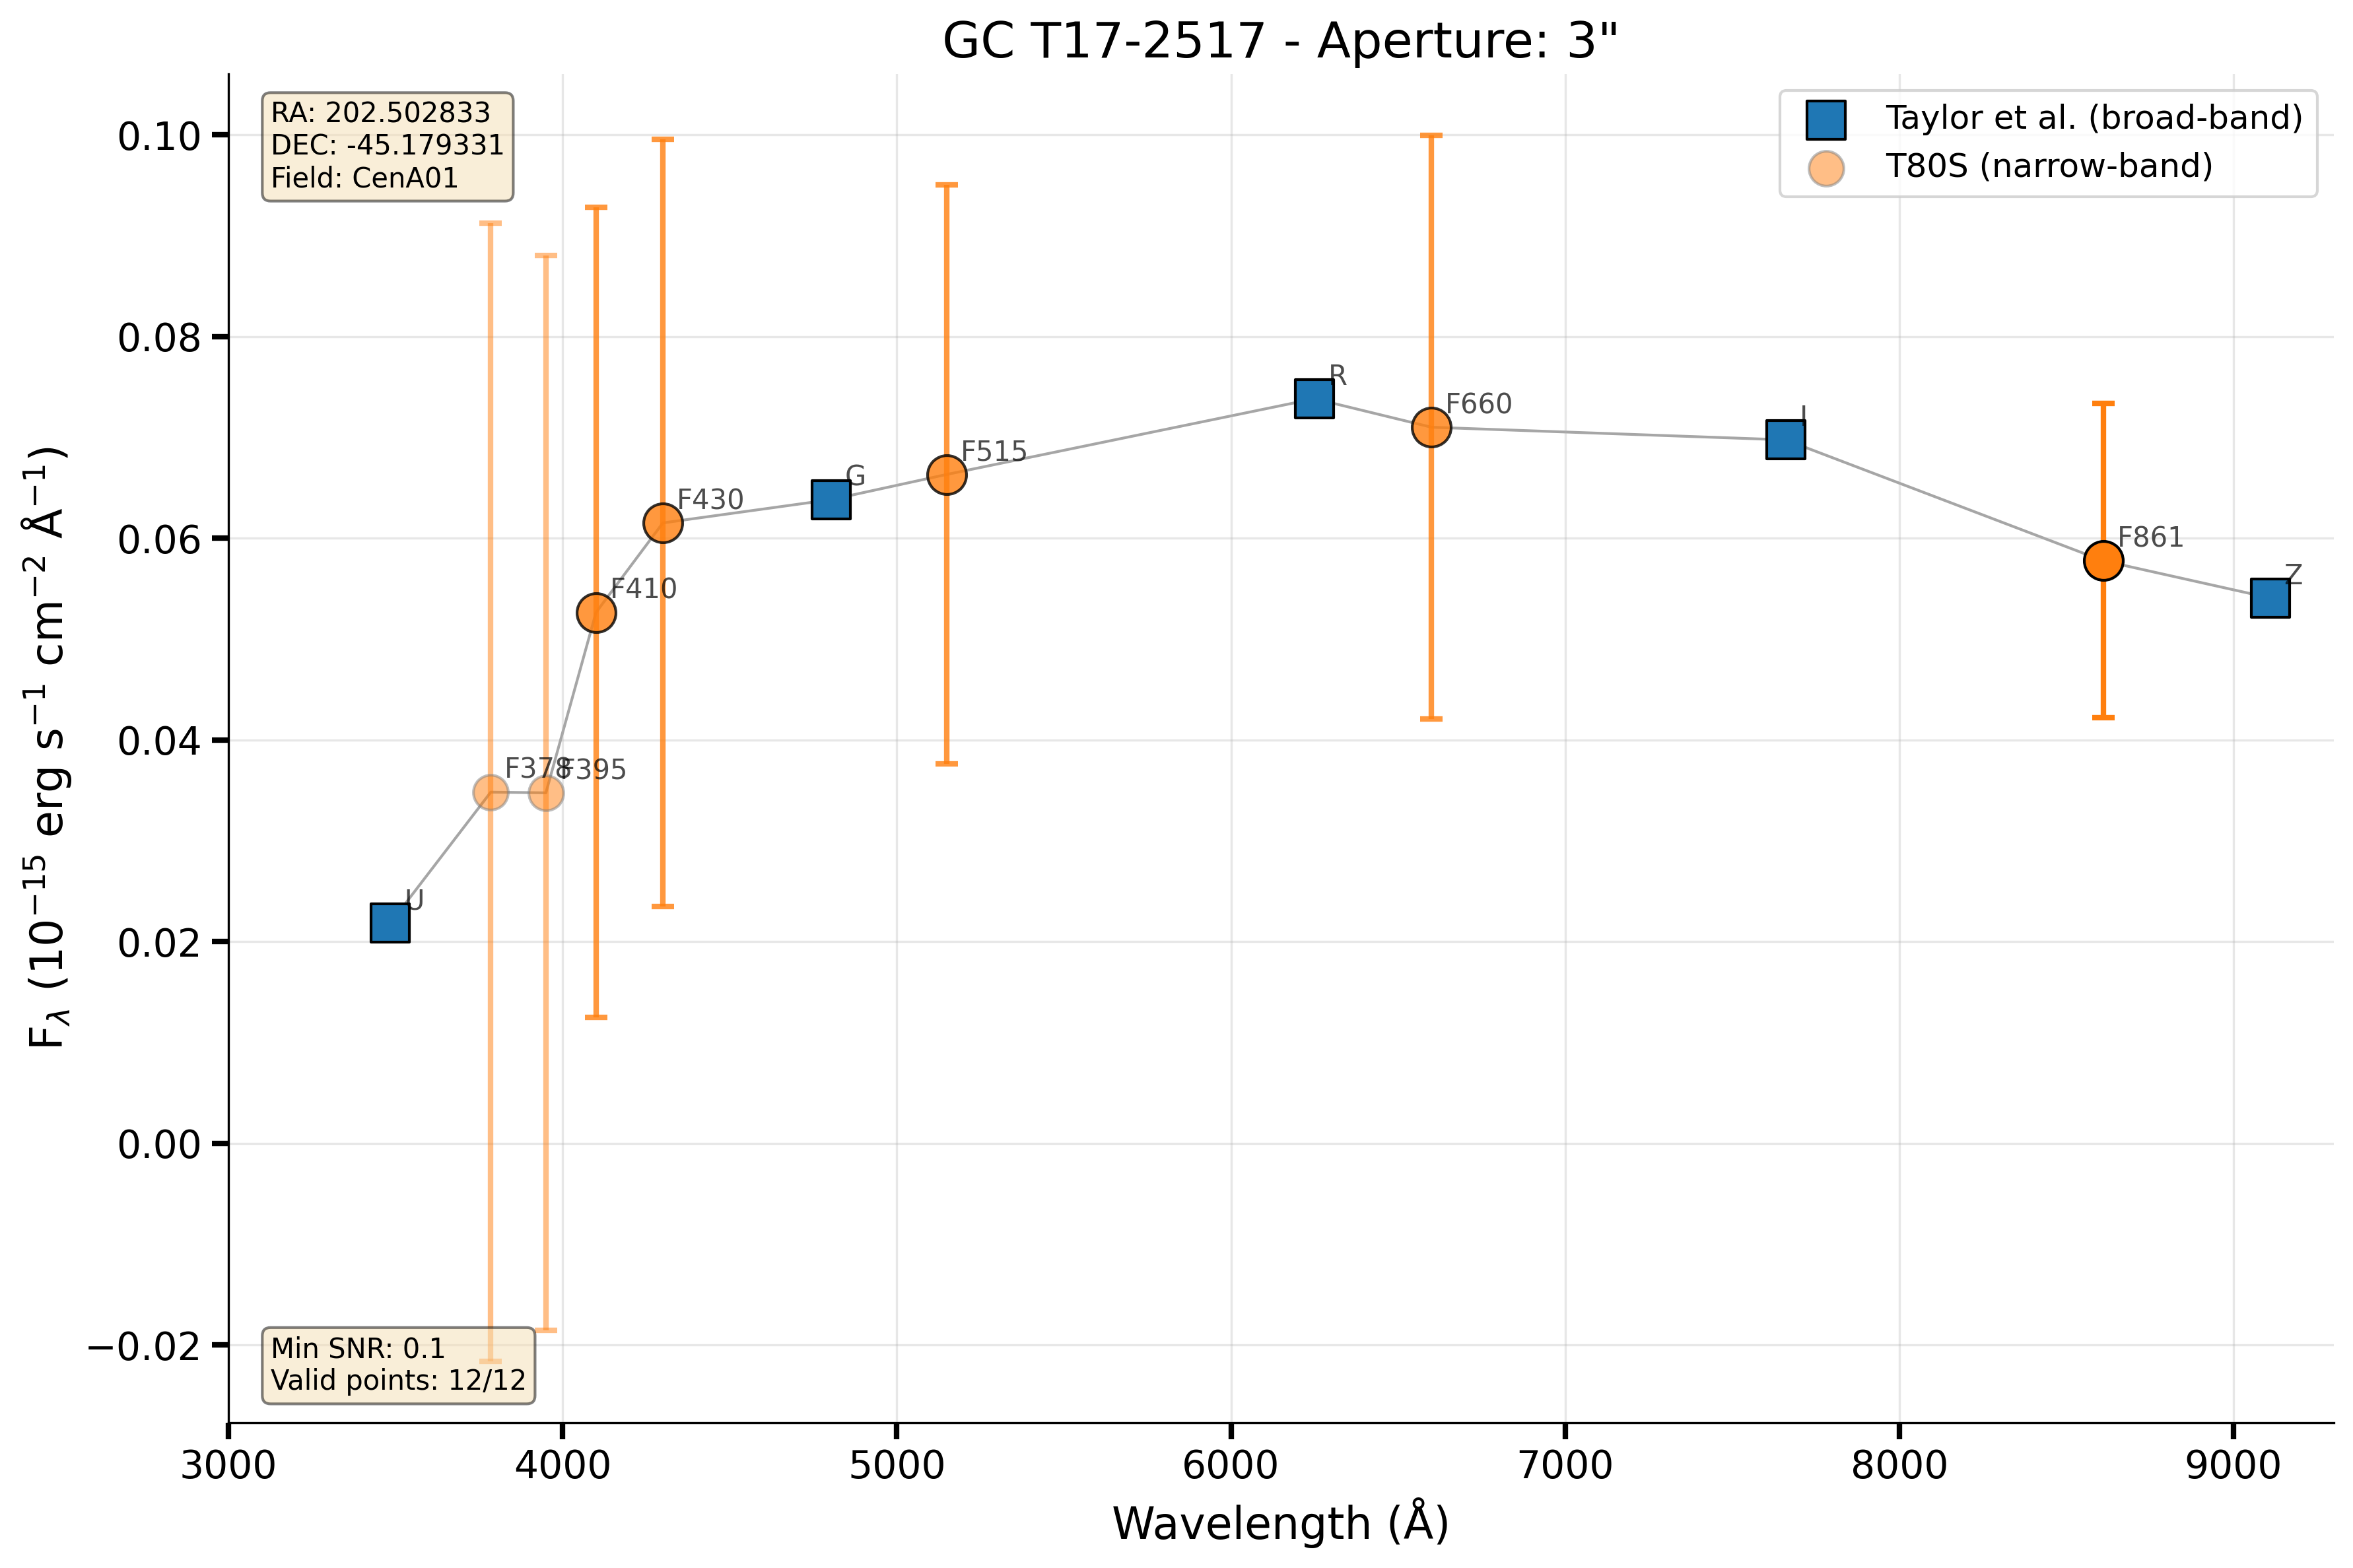 GC T17-2517 - Aperture: 3"
RA: 202.502833
DEC: -45.179331
Field: CenA01
Taylor et al. (broad-band)
T80S (narrow-band)
F_λ (10⁻¹⁵ erg s⁻¹ cm⁻² Å⁻¹)
0.10
0.08
0.06
0.04
0.02
0.00
−0.02
U
F378
F395
F410
F430
G
F515
R
F660
I
F861
Z
Min SNR: 0.1
Valid points: 12/12
3000 4000 5000 6000 7000 8000 9000
Wavelength (Å)